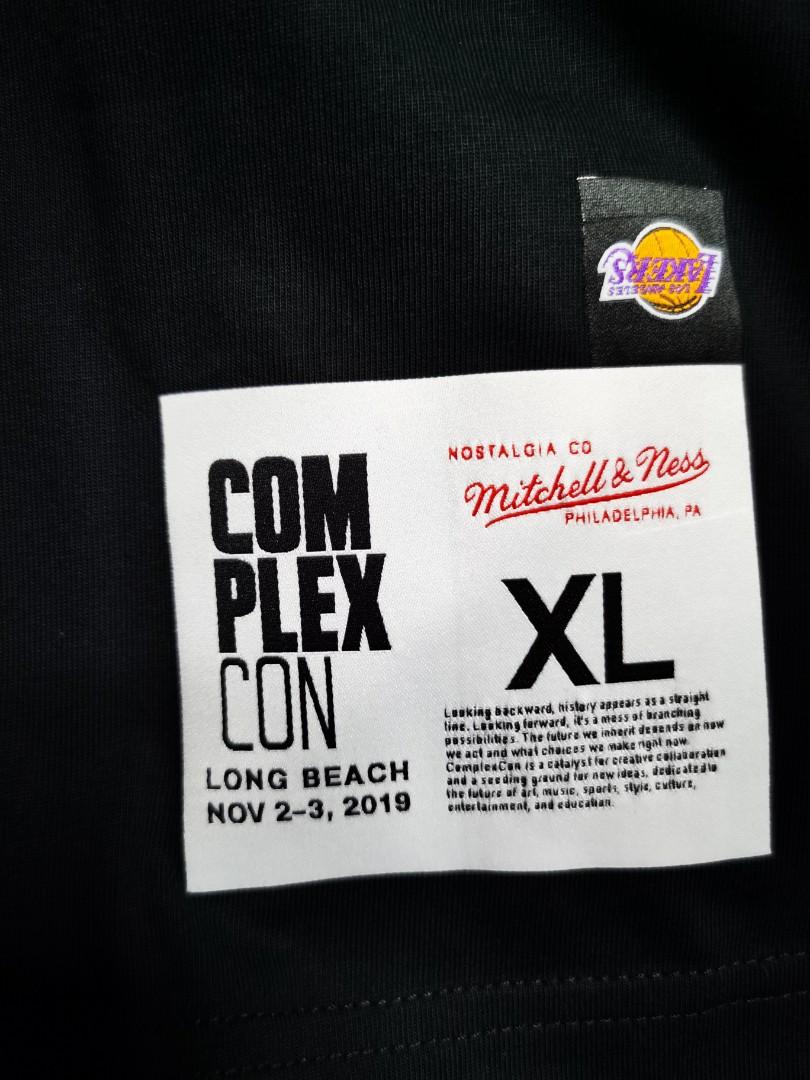 LAKERS
LOS ANGELES
COM
PLEX
CON
LONG BEACH
NOV 2-3, 2019
NOSTALGIA CO
Mitchell & Ness
PHILADELPHIA, PA
XL
Looking backward, history appears as a straight
line. Looking forward, it's a mess of branching
possibilities. The future we inherit depends on how
we act and what choices we make right now.
ComplexCon is a catalyst for creative collaboration
and a seeding ground for new ideas, dedicated to
the future of art, music, sports, style, culture,
entertainment, and education.